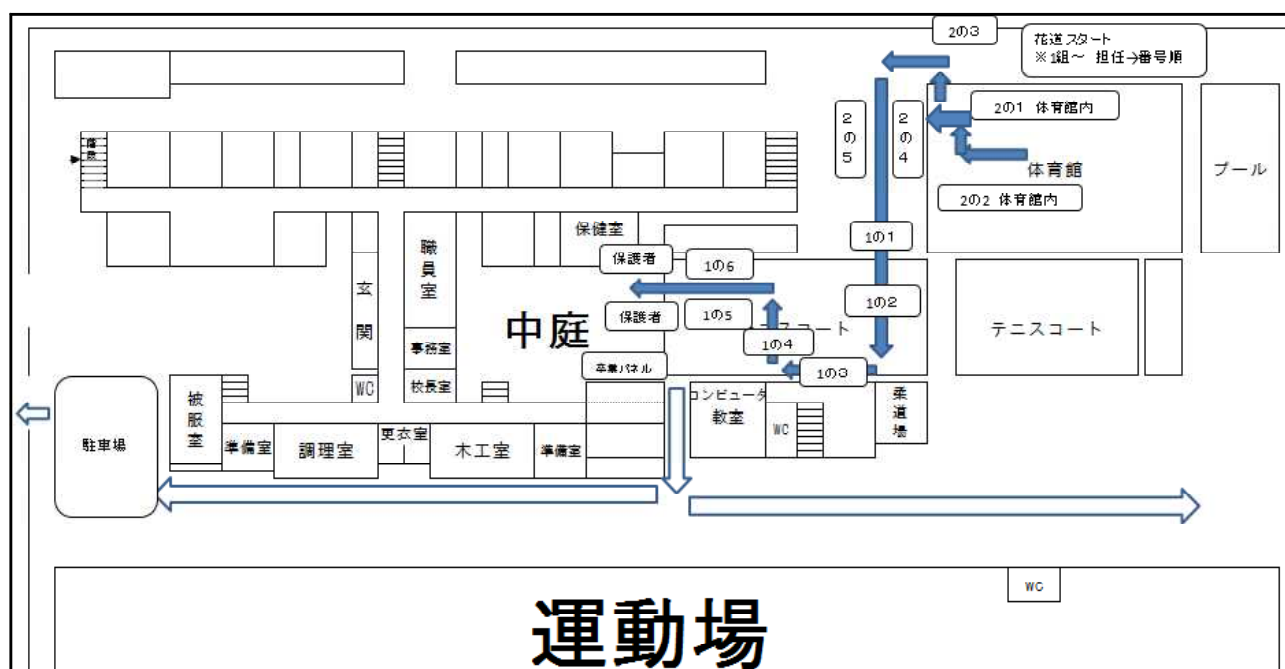 2の3
花道スタート
※1組～ 担任→番号順
2の1 体育館内
2の5
2の4
階段
体育館
プール
2の2 体育館内
保健室
職員室
1の1
保護者
1の6
玄関
1の2
中庭
保護者
1の5
コート
テニスコート
事務室
1の4
卒業パネル
1の3
WC
校長室
被服室
コンピュータ
教室
柔道場
駐車場
準備室
調理室
更衣室
木工室
準備室
WC
WC
運動場